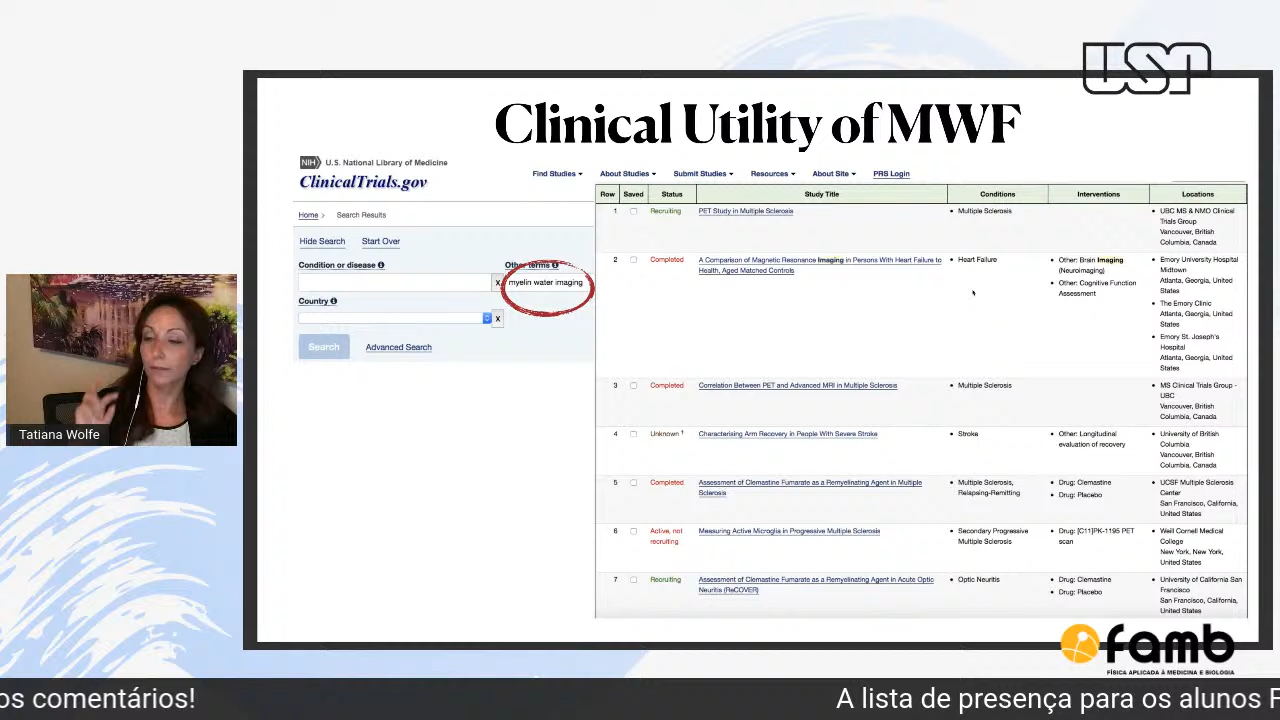 USP
Clinical Utility of MWF
NIH U.S. National Library of Medicine
ClinicalTrials.gov
Find Studies About Studies Submit Studies Resources About Site PRS Login
Home > Search Results
Hide Search Start Over
Condition or disease Other terms
X myelin water imaging
Country
X
Search Advanced Search
Row Saved Status Study Title Conditions Interventions Locations
1 Recruiting PET Study in Multiple Sclerosis • Multiple Sclerosis • UBC MS & NMO Clinical
Trials Group
Vancouver, British
Columbia, Canada
2 Completed A Comparison of Magnetic Resonance Imaging in Persons With Heart Failure to • Heart Failure • Other: Brain Imaging • Emory University Hospital
Health, Aged Matched Controls (Neuroimaging) Midtown
• Other: Cognitive Function Atlanta, Georgia, United
Assessment States
• The Emory Clinic
Atlanta, Georgia, United
States
• Emory St. Joseph's
Hospital
Atlanta, Georgia, United
States
3 Completed Correlation Between PET and Advanced MRI in Multiple Sclerosis • Multiple Sclerosis • MS Clinical Trials Group -
UBC
Vancouver, British
Columbia, Canada
4 Unknown † Characterising Arm Recovery in People With Severe Stroke • Stroke • Other: Longitudinal • University of British
evaluation of recovery Columbia
Vancouver, British
Columbia, Canada
5 Completed Assessment of Clemastine Fumarate as a Remyelinating Agent in Multiple • Multiple Sclerosis, • Drug: Clemastine • UCSF Multiple Sclerosis
Sclerosis Relapsing-Remitting • Drug: Placebo Center
San Francisco, California,
United States
6 Active, not Measuring Active Microglia in Progressive Multiple Sclerosis • Secondary Progressive • Drug: [C11]PK-1195 PET • Weill Cornell Medical
recruiting Multiple Sclerosis scan College
New York, New York,
United States
7 Recruiting Assessment of Clemastine Fumarate as a Remyelinating Agent in Acute Optic • Optic Neuritis • Drug: Clemastine • University of California San
Neuritis (ReCOVER) • Drug: Placebo Francisco
San Francisco, California,
United States
Tatiana Wolfe
famb
FÍSICA APLICADA À MEDICINA E BIOLOGIA
os comentários! A lista de presença para os alunos F